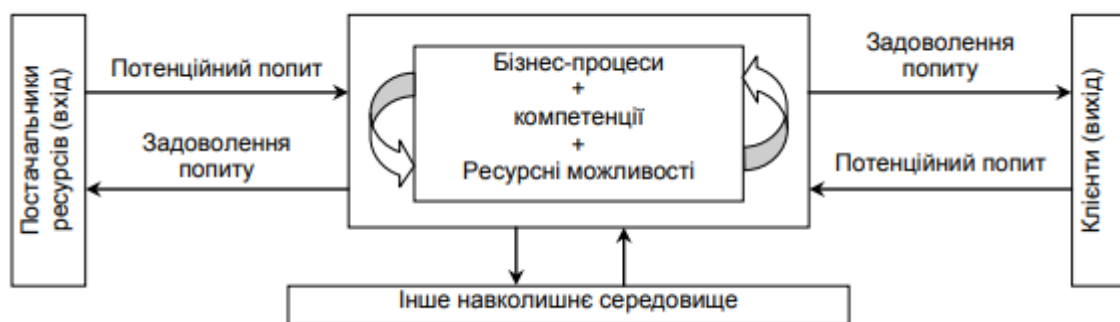 Постачальники
ресурсів (вхід)
Потенційний попит
Задоволення
попиту
Бізнес-процеси
+
компетенції
+
Ресурсні можливості
Задоволення
попиту
Потенційний попит
Клієнти (вихід)
Інше навколишнє середовище